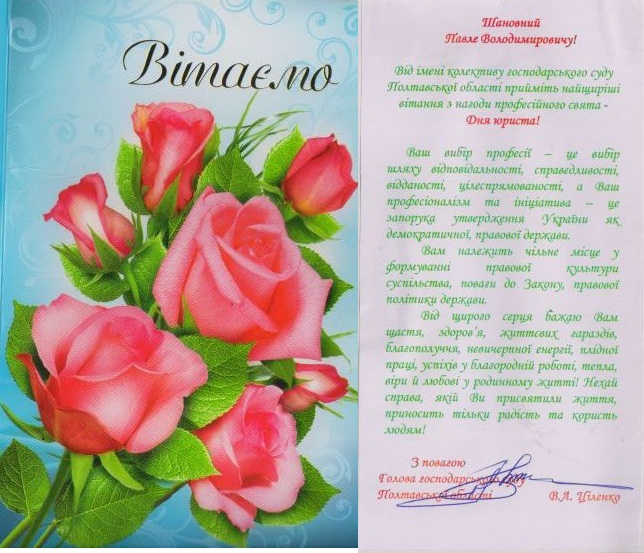 Вітаємо
Шановний
Павле Володимировичу!
Від імені колективу господарського суду
Полтавської області прийміть найщиріші
вітання з нагоди професійного свята -
Дня юриста!
Ваш вибір професії – це вибір
шляху відповідальності, справедливості,
відданості, цілеспрямованості, а Ваш
професіоналізм та ініціатива – це
запорука утвердження України як
демократичної, правової держави.
Вам належить чільне місце у
формуванні правової культури
суспільства, поваги до Закону, правової
політики держави.
Від щирого серця бажаю Вам
щастя, здоров'я, життєвих гараздів,
благополуччя, невичертної енергії, плідної
праці, успіхів у благородній роботі, тепла,
віри й любові у родинному житті! Нехай
справа, якій Ви присвятили життя,
приносить тільки радість та користь
людям!
З повагою
Голова господарського суду
Полтавської області В.А. Ціленко